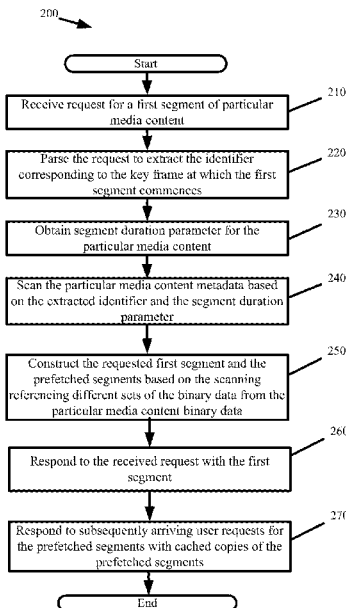 200
Start
210
Receive request for a first segment of particular
media content
220
Parse the request to extract the identifier
corresponding to the key frame at which the first
segment commences
230
Obtain segment duration parameter for the
particular media content
240
Scan the particular media content metadata based
on the extracted identifier and the segment duration
parameter
250
Construct the requested first segment and the
prefetched segments based on the scanning
referencing different sets of the binary data from the
particular media content binary data
260
Respond to the received request with the first
segment
270
Respond to subsequently arriving user requests for
the prefetched segments with cached copies of the
prefetched segments
End